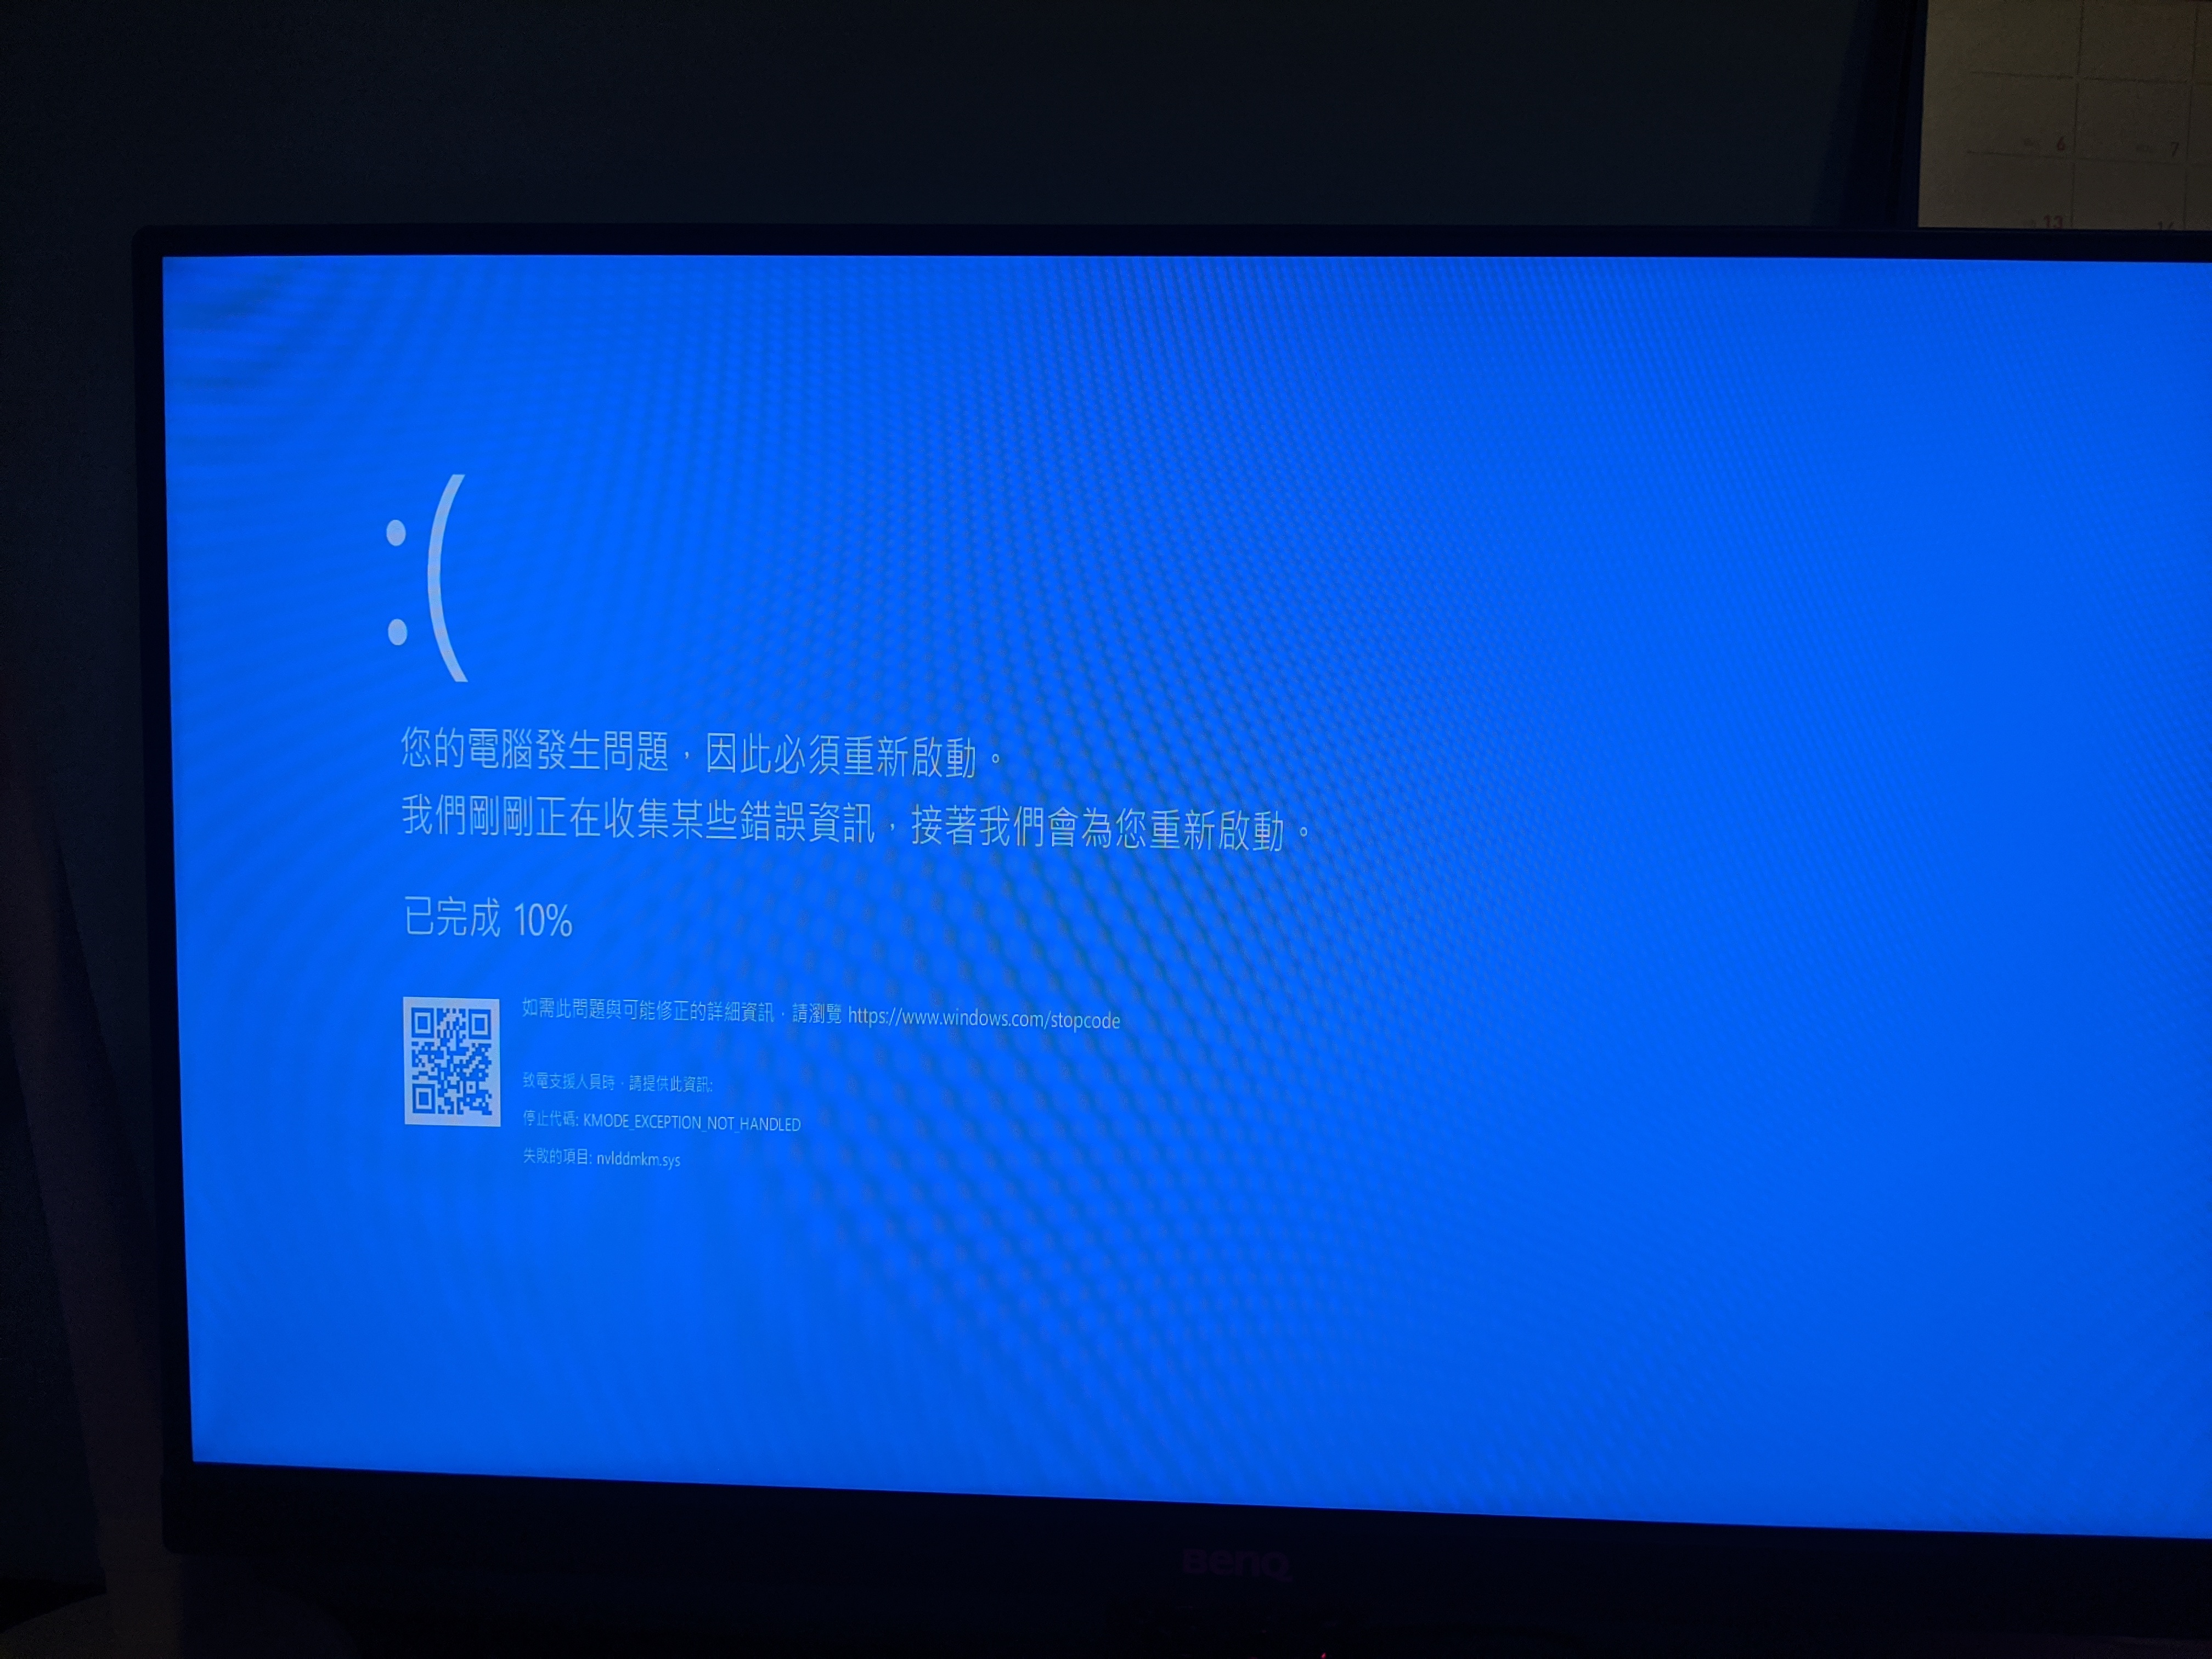 6
7
13
:(
您的電腦發生問題，因此必須重新啟動。
我們剛剛正在收集某些錯誤資訊，接著我們會為您重新啟動。
已完成 10%
如需此問題與可能修正的詳細資訊，請瀏覽 https://www.windows.com/stopcode
致電支援人員時，請提供此資訊:
停止代碼: KMODE_EXCEPTION_NOT_HANDLED
失敗的項目: nvlddmkm.sys
BenQ